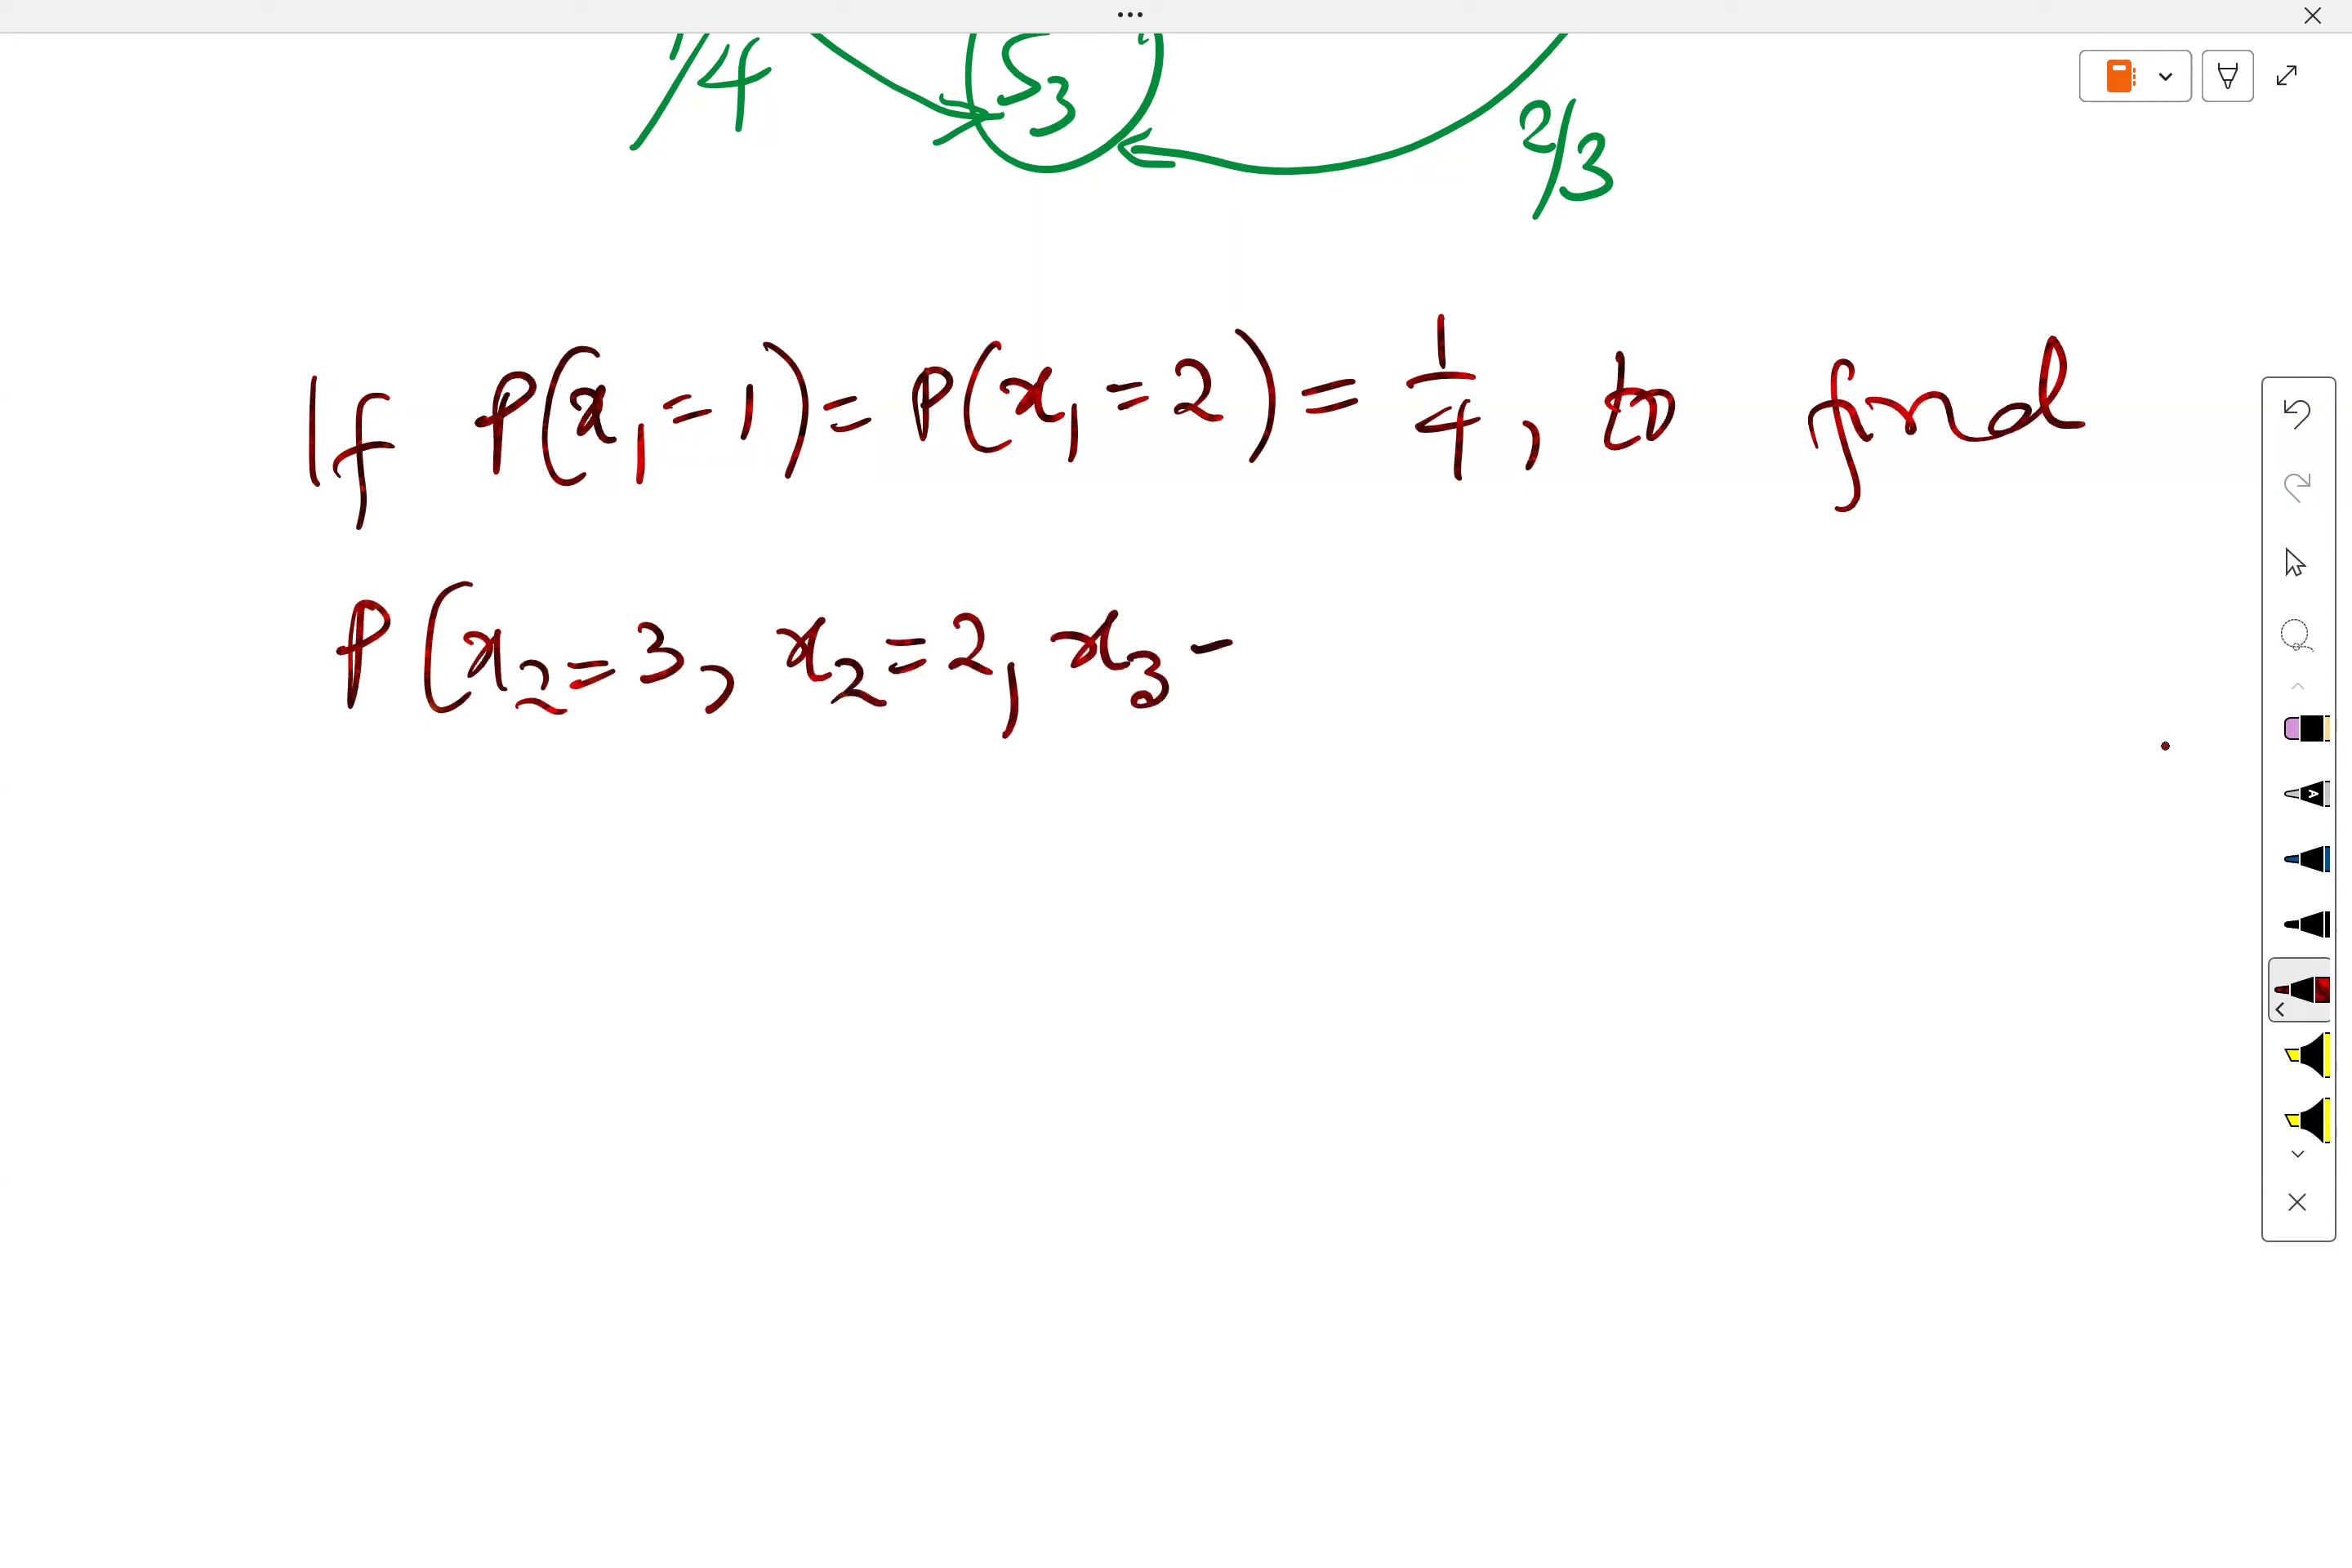 1/4 S3 2/3
If P(x₁ = 1) = P(x₁ = 2) = 1/4, to find
P(x₂ = 3, x₂ = 2, x₃ -